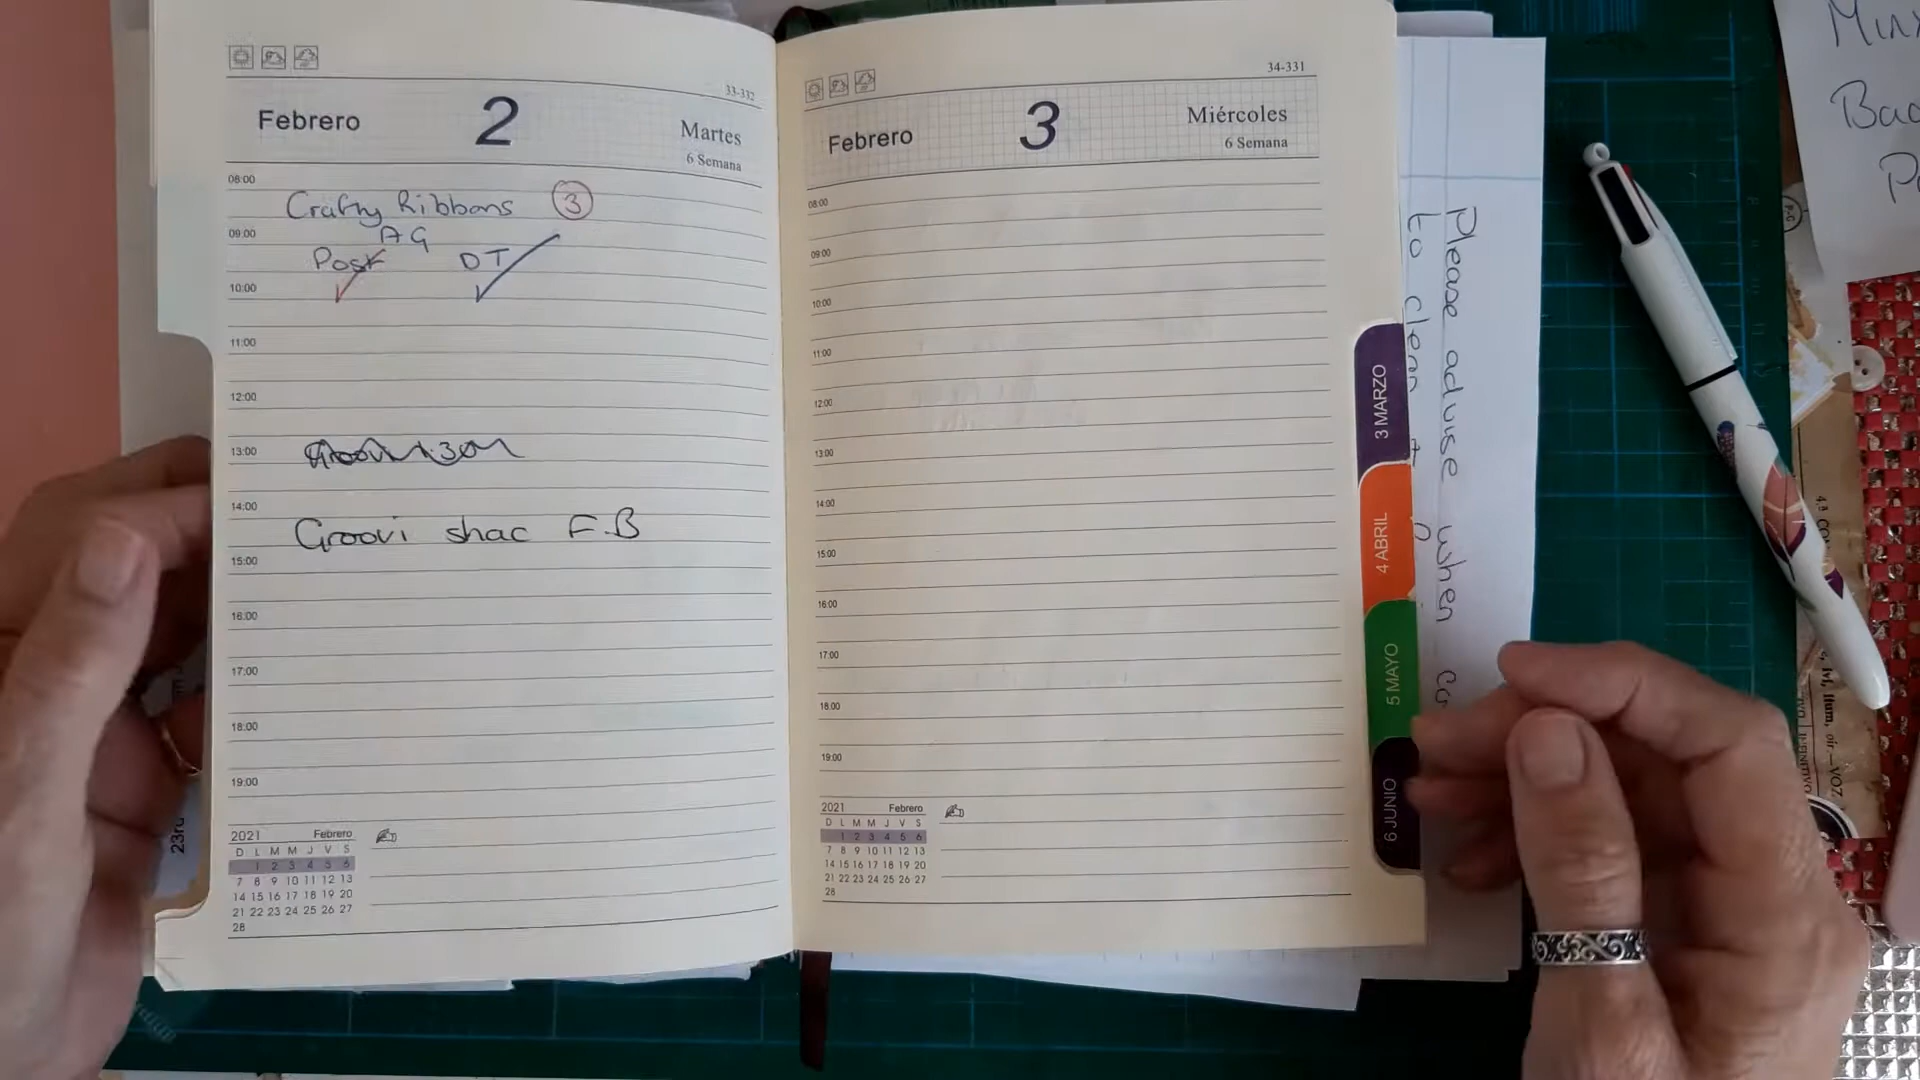 33-332
Febrero 2 Martes
6 Semana
08:00
Crafty Ribbons 3
09:00
AG
Post DT
10:00
11:00
12:00
13:00
14:00
Groovi shac F.B
15:00
16:00
17:00
18:00
19:00
2021 Febrero
D L M M J V S
1 2 3 4 5 6
7 8 9 10 11 12 13
14 15 16 17 18 19 20
21 22 23 24 25 26 27
28
34-331
Febrero 3 Miércoles
6 Semana
08:00
09:00
10:00
11:00
12:00
13:00
14:00
15:00
16:00
17:00
18:00
19:00
2021 Febrero
D L M M J V S
1 2 3 4 5 6
7 8 9 10 11 12 13
14 15 16 17 18 19 20
21 22 23 24 25 26 27
28
3 MARZO
4 ABRIL
5 MAYO
6 JUNIO
Please advise when
to clean
23rd